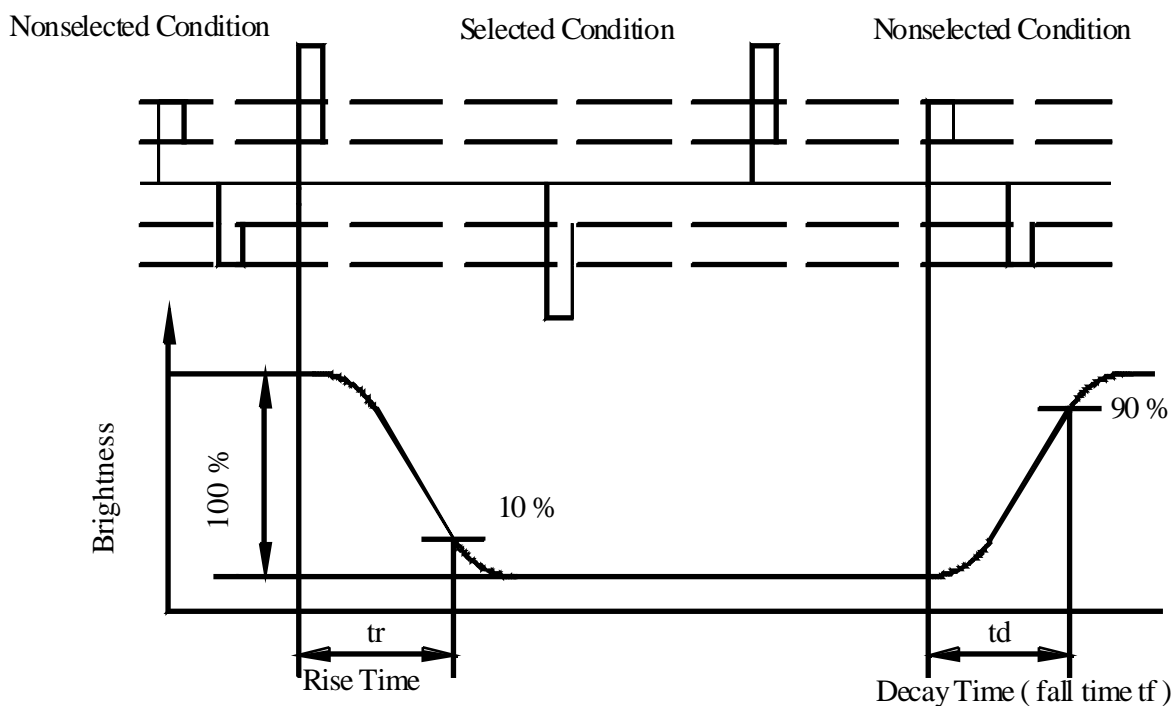 Nonselected Condition
Selected Condition
Nonselected Condition
Brightness
100 %
10 %
90 %
tr
Rise Time
td
Decay Time ( fall time tf )